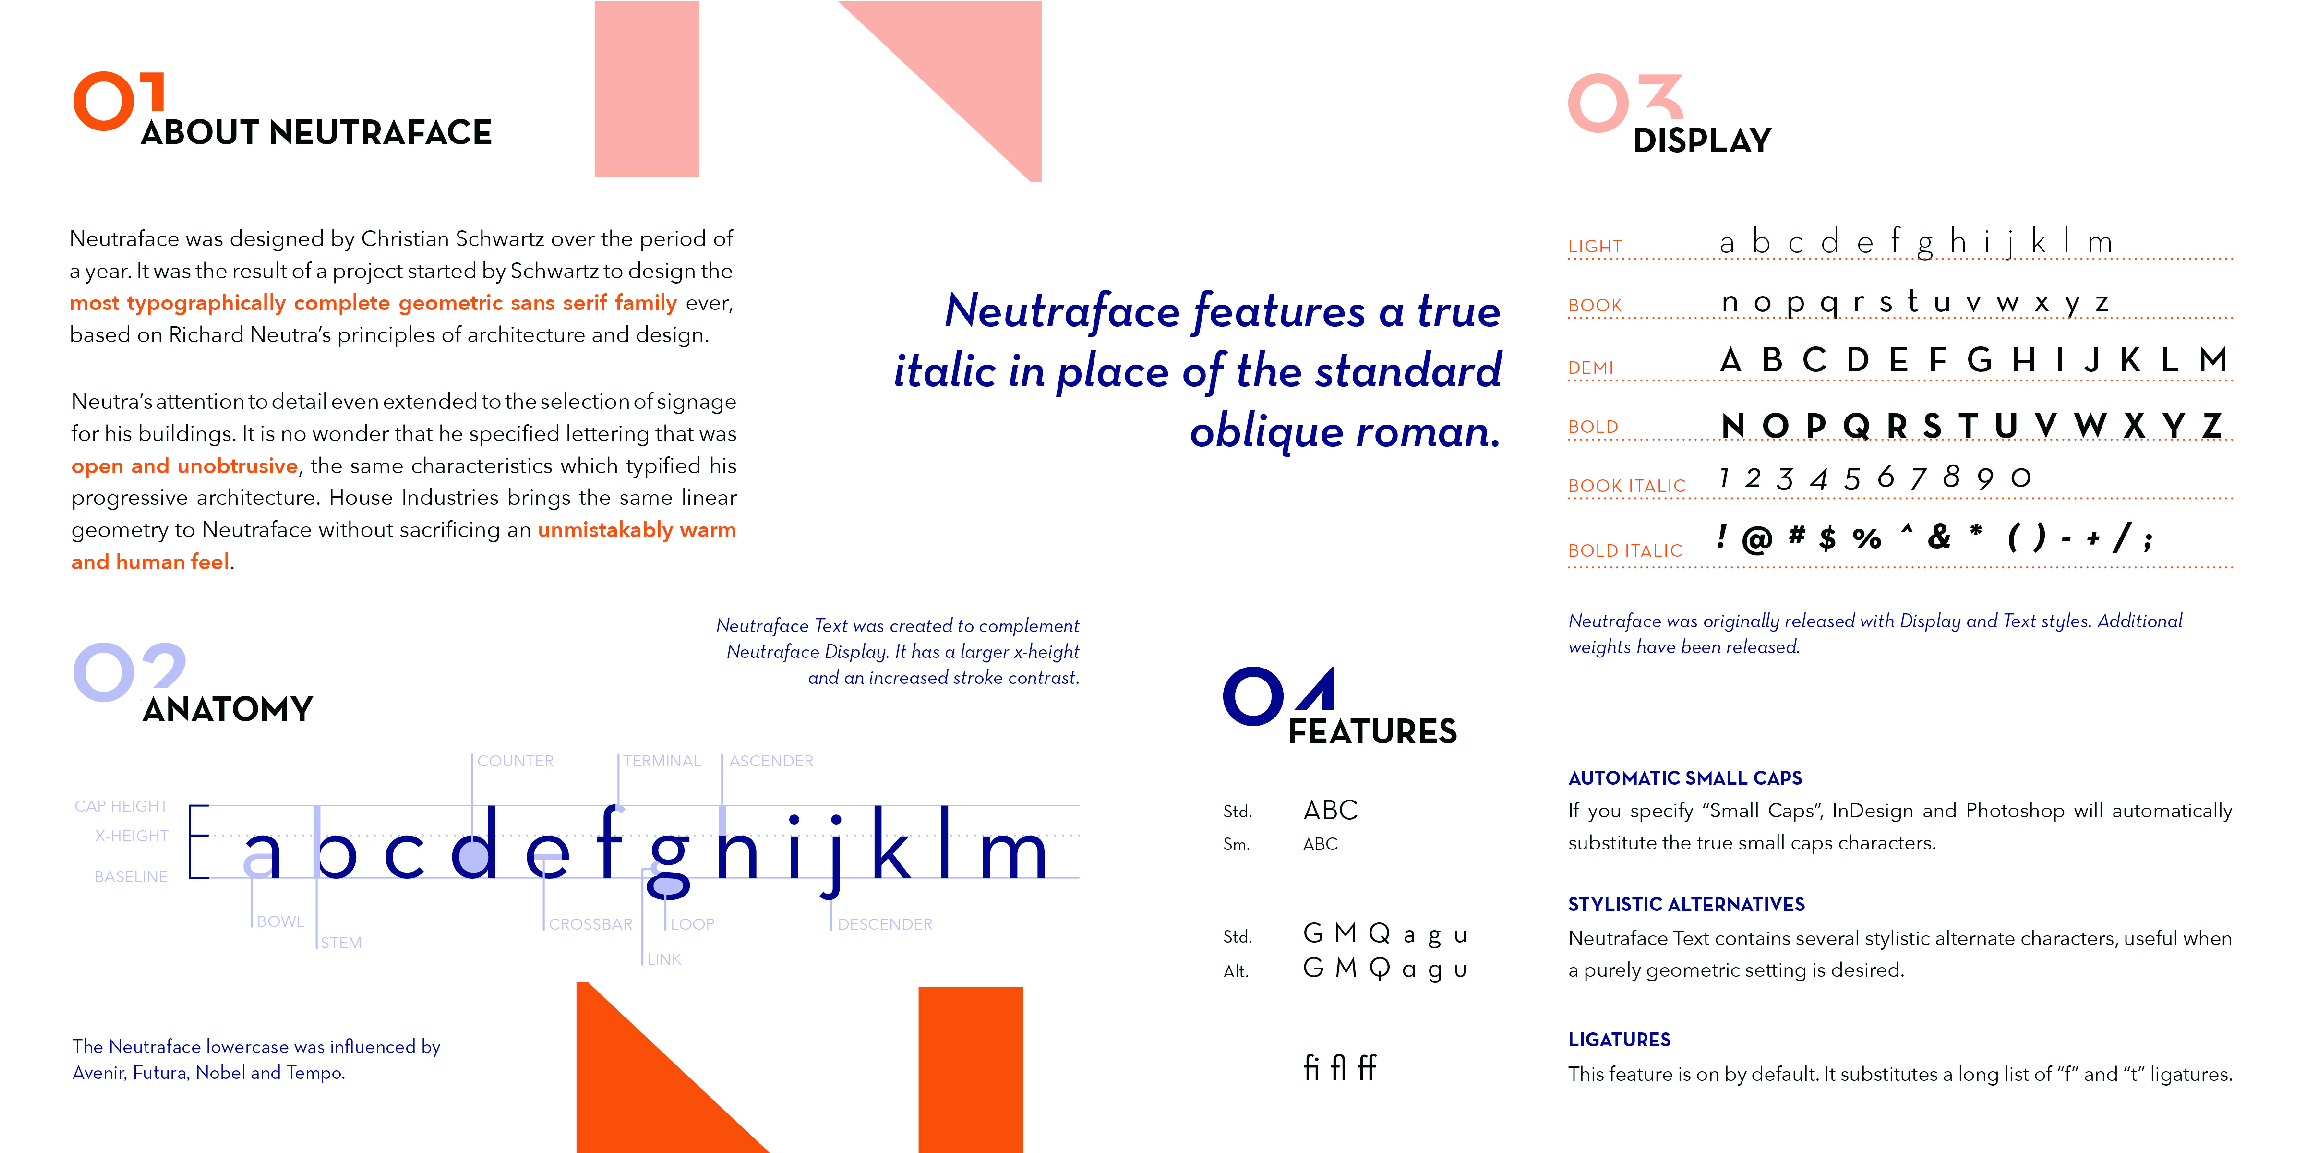 01
ABOUT NEUTRAFACE
Neutraface was designed by Christian Schwartz over the period of
a year. It was the result of a project started by Schwartz to design the
most typographically complete geometric sans serif family ever,
based on Richard Neutra's principles of architecture and design.
Neutra's attention to detail even extended to the selection of signage
for his buildings. It is no wonder that he specified lettering that was
open and unobtrusive, the same characteristics which typified his
progressive architecture. House Industries brings the same linear
geometry to Neutraface without sacrificing an unmistakably warm
and human feel.
Neutraface features a true
italic in place of the standard
oblique roman.
Neutraface Text was created to complement
Neutraface Display. It has a larger x-height
and an increased stroke contrast.
02
ANATOMY
COUNTER TERMINAL ASCENDER
CAP HEIGHT
X-HEIGHT
BASELINE
a b c d e f g h i j k l m
BOWL CROSSBAR LOOP DESCENDER
STEM
LINK
The Neutraface lowercase was influenced by
Avenir, Futura, Nobel and Tempo.
03
DISPLAY
LIGHT a b c d e f g h i j k l m
BOOK n o p q r s t u v w x y z
DEMI A B C D E F G H I J K L M
BOLD N O P Q R S T U V W X Y Z
BOOK ITALIC 1 2 3 4 5 6 7 8 9 0
BOLD ITALIC ! @ # $ % ^ & * ( ) - + / ;
Neutraface was originally released with Display and Text styles. Additional
weights have been released.
04
FEATURES
Std. ABC
Sm. ABC
Std. G M Q a g u
Alt. G M Q a g u
fi fl ff
AUTOMATIC SMALL CAPS
If you specify “Small Caps”, InDesign and Photoshop will automatically
substitute the true small caps characters.
STYLISTIC ALTERNATIVES
Neutraface Text contains several stylistic alternate characters, useful when
a purely geometric setting is desired.
LIGATURES
This feature is on by default. It substitutes a long list of “f” and “t” ligatures.